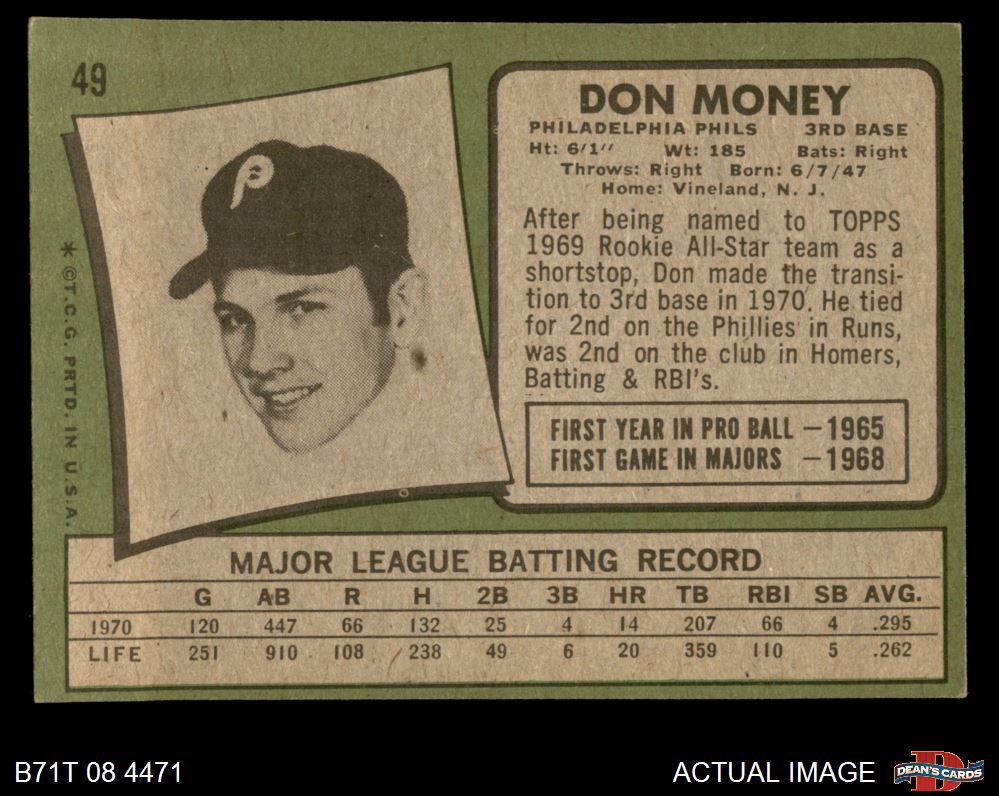 49
DON MONEY
PHILADELPHIA PHILS 3RD BASE
Ht: 6/1" Wt: 185 Bats: Right
Throws: Right Born: 6/7/47
Home: Vineland, N. J.
After being named to TOPPS
1969 Rookie All-Star team as a
shortstop, Don made the transi-
tion to 3rd base in 1970. He tied
for 2nd on the Phillies in Runs,
was 2nd on the club in Homers,
Batting & RBI's.
FIRST YEAR IN PRO BALL – 1965
FIRST GAME IN MAJORS – 1968
P
* ©T.C.G. PRTD. IN U.S.A.
MAJOR LEAGUE BATTING RECORD
G AB R H 2B 3B HR TB RBI SB AVG.
1970 120 447 66 132 25 4 14 207 66 4 .295
LIFE 251 910 108 238 49 6 20 359 110 5 .262
B71T 08 4471
ACTUAL IMAGE
D
DEAN'S CARDS